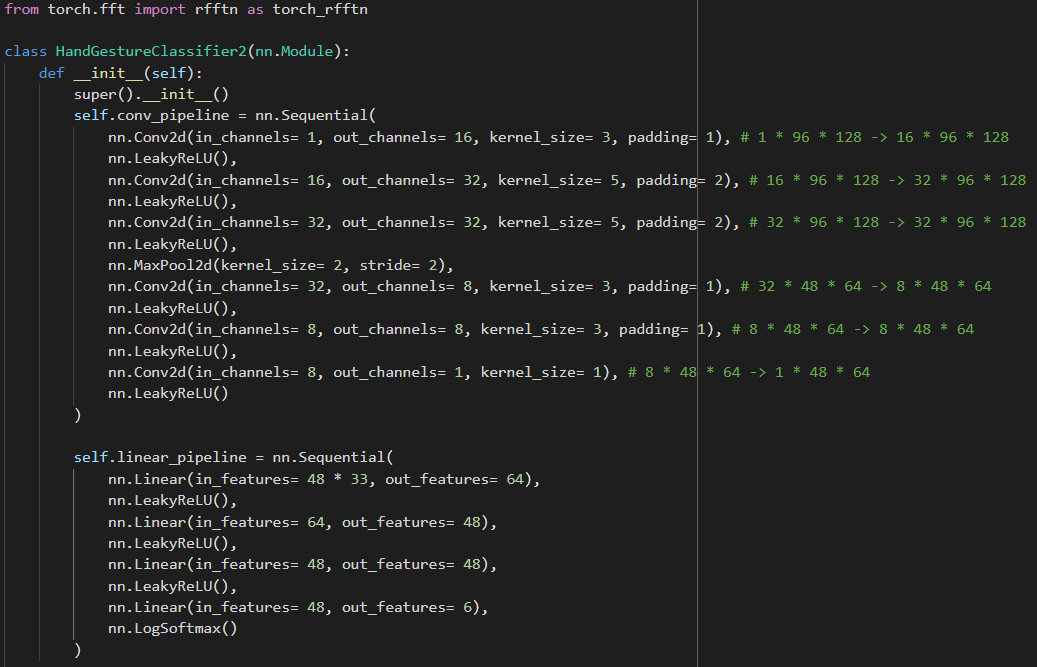 from torch.fft import rfftn as torch_rfftn
class HandGestureClassifier2(nn.Module):
def __init__(self):
super().__init__()
self.conv_pipeline = nn.Sequential(
nn.Conv2d(in_channels= 1, out_channels= 16, kernel_size= 3, padding= 1), # 1 * 96 * 128 -> 16 * 96 * 128
nn.LeakyReLU(),
nn.Conv2d(in_channels= 16, out_channels= 32, kernel_size= 5, padding= 2), # 16 * 96 * 128 -> 32 * 96 * 128
nn.LeakyReLU(),
nn.Conv2d(in_channels= 32, out_channels= 32, kernel_size= 5, padding= 2), # 32 * 96 * 128 -> 32 * 96 * 128
nn.LeakyReLU(),
nn.MaxPool2d(kernel_size= 2, stride= 2),
nn.Conv2d(in_channels= 32, out_channels= 8, kernel_size= 3, padding= 1), # 32 * 48 * 64 -> 8 * 48 * 64
nn.LeakyReLU(),
nn.Conv2d(in_channels= 8, out_channels= 8, kernel_size= 3, padding= 1), # 8 * 48 * 64 -> 8 * 48 * 64
nn.LeakyReLU(),
nn.Conv2d(in_channels= 8, out_channels= 1, kernel_size= 1), # 8 * 48 * 64 -> 1 * 48 * 64
nn.LeakyReLU()
)
self.linear_pipeline = nn.Sequential(
nn.Linear(in_features= 48 * 33, out_features= 64),
nn.LeakyReLU(),
nn.Linear(in_features= 64, out_features= 48),
nn.LeakyReLU(),
nn.Linear(in_features= 48, out_features= 48),
nn.LeakyReLU(),
nn.Linear(in_features= 48, out_features= 6),
nn.LogSoftmax()
)